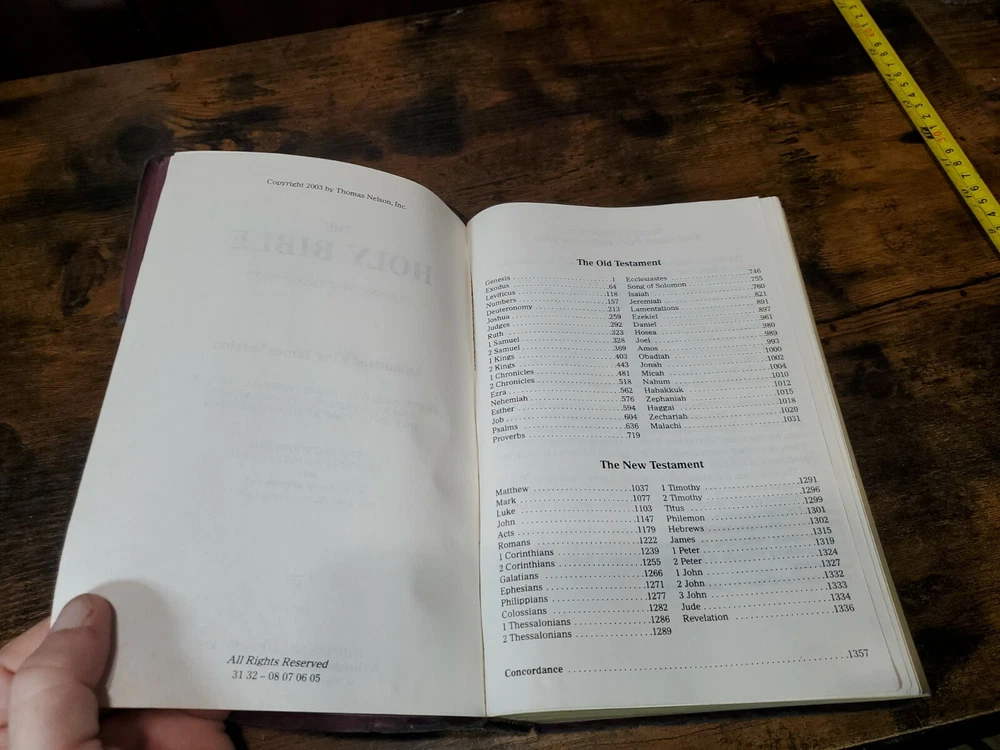 Copyright 2003 by Thomas Nelson, Inc.
All Rights Reserved
31 32 – 08 07 06 05
The Old Testament
Genesis .......... 1
Exodus .......... 64
Leviticus .......... 118
Numbers .......... 157
Deuteronomy .......... 213
Joshua .......... 259
Judges .......... 292
Ruth .......... 323
1 Samuel .......... 328
2 Samuel .......... 369
1 Kings .......... 403
2 Kings .......... 443
1 Chronicles .......... 481
2 Chronicles .......... 518
Ezra .......... 562
Nehemiah .......... 576
Esther .......... 594
Job .......... 604
Psalms .......... 636
Proverbs .......... 719
Ecclesiastes .......... 746
Song of Solomon .......... 755
Isaiah .......... 760
Jeremiah .......... 821
Lamentations .......... 891
Ezekiel .......... 897
Daniel .......... 961
Hosea .......... 980
Joel .......... 989
Amos .......... 993
Obadiah .......... 1000
Jonah .......... 1002
Micah .......... 1004
Nahum .......... 1010
Habakkuk .......... 1012
Zephaniah .......... 1015
Haggai .......... 1018
Zechariah .......... 1020
Malachi .......... 1031
The New Testament
Matthew .......... 1037
Mark .......... 1077
Luke .......... 1103
John .......... 1147
Acts .......... 1179
Romans .......... 1222
1 Corinthians .......... 1239
2 Corinthians .......... 1255
Galatians .......... 1266
Ephesians .......... 1271
Philippians .......... 1277
Colossians .......... 1282
1 Thessalonians .......... 1286
2 Thessalonians .......... 1289
1 Timothy .......... 1291
2 Timothy .......... 1296
Titus .......... 1299
Philemon .......... 1301
Hebrews .......... 1302
James .......... 1315
1 Peter .......... 1319
2 Peter .......... 1324
1 John .......... 1327
2 John .......... 1332
3 John .......... 1333
Jude .......... 1334
Revelation .......... 1336
Concordance .......... 1357